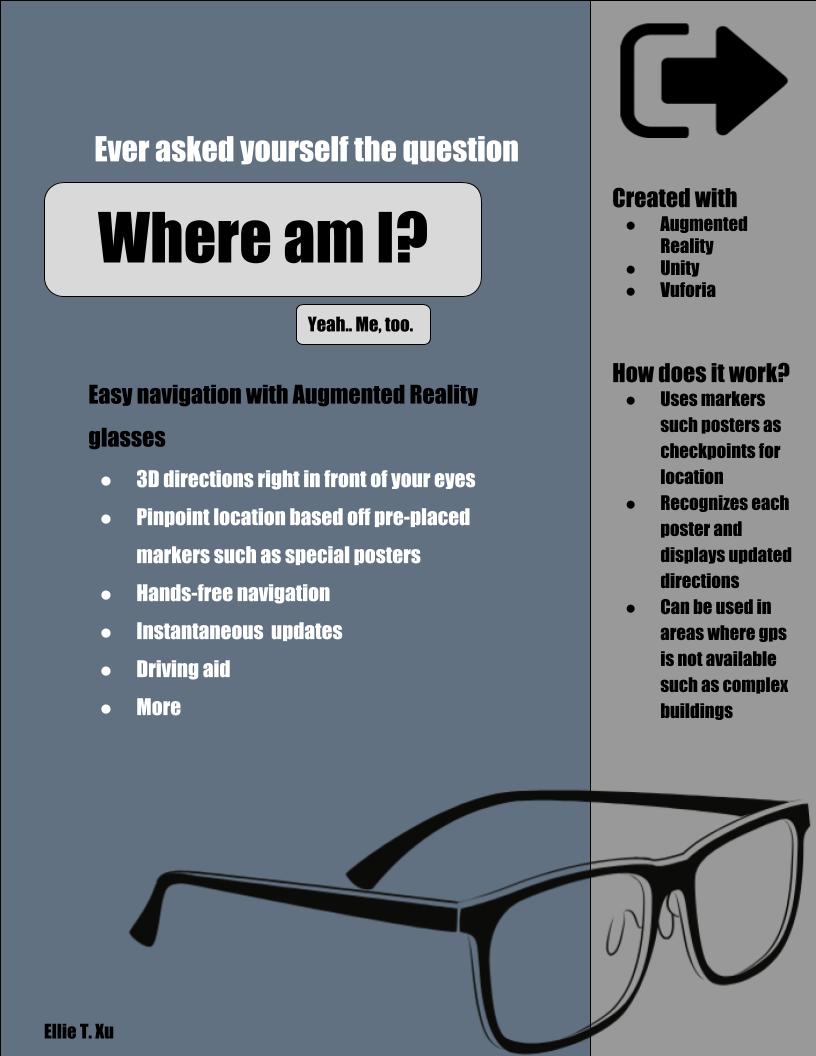 Ever asked yourself the question
Where am I?
Yeah.. Me, too.
Easy navigation with Augmented Reality
glasses
● 3D directions right in front of your eyes
● Pinpoint location based off pre-placed
markers such as special posters
● Hands-free navigation
● Instantaneous  updates
● Driving aid
● More
Ellie T. Xu
Created with
● Augmented
Reality
● Unity
● Vuforia
How does it work?
● Uses markers
such posters as
checkpoints for
location
● Recognizes each
poster and
displays updated
directions
● Can be used in
areas where gps
is not available
such as complex
buildings